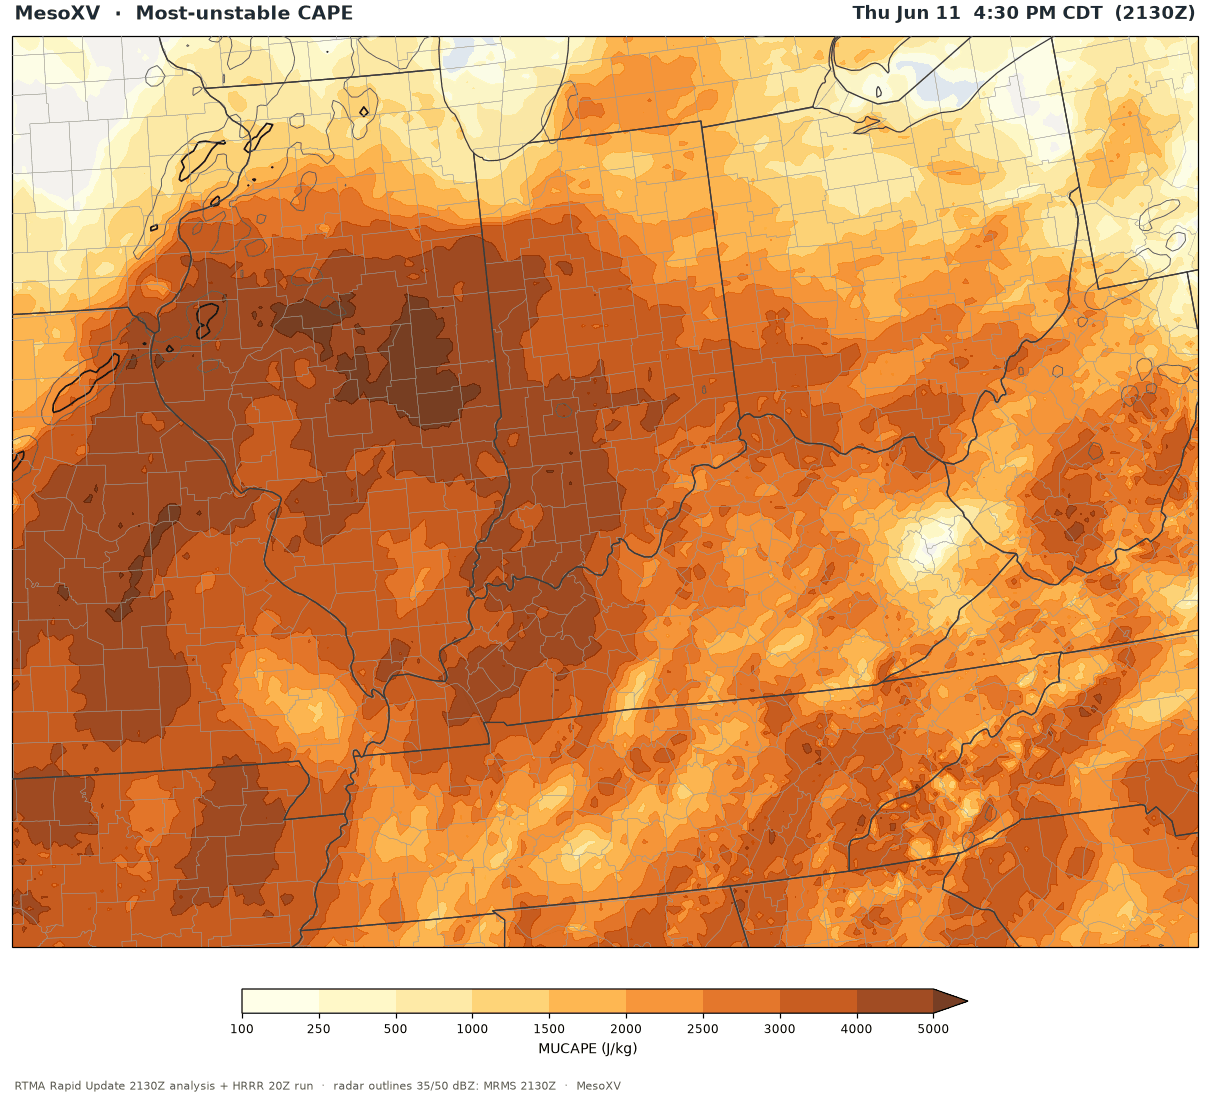 MesoXV · Most-unstable CAPE
Thu Jun 11 4:30 PM CDT (2130Z)
100 250 500 1000 1500 2000 2500 3000 4000 5000
MUCAPE (J/kg)
RTMA Rapid Update 2130Z analysis + HRRR 20Z run · radar outlines 35/50 dBZ: MRMS 2130Z · MesoXV